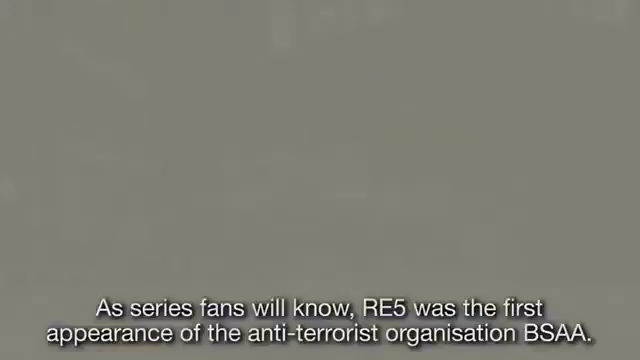 As series fans will know, RE5 was the first
appearance of the anti-terrorist organisation BSAA.